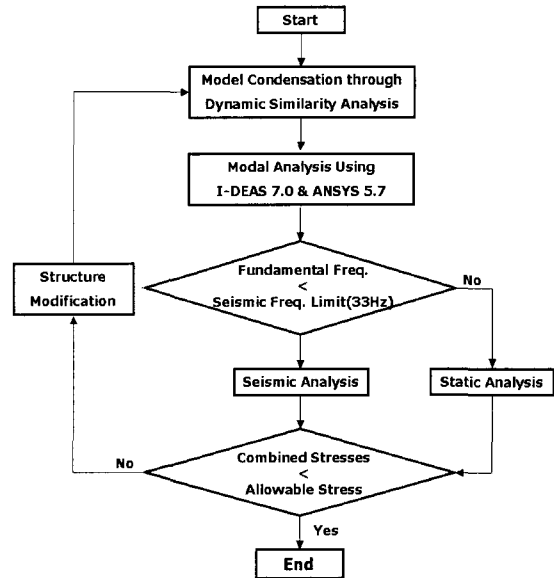 Start
Model Condensation through
Dynamic Similarity Analysis
Modal Analysis Using
I-DEAS 7.0 & ANSYS 5.7
Fundamental Freq.
<
Seismic Freq. Limit(33Hz)
No
Structure
Modification
Seismic Analysis
Static Analysis
Combined Stresses
<
Allowable Stress
No
Yes
End